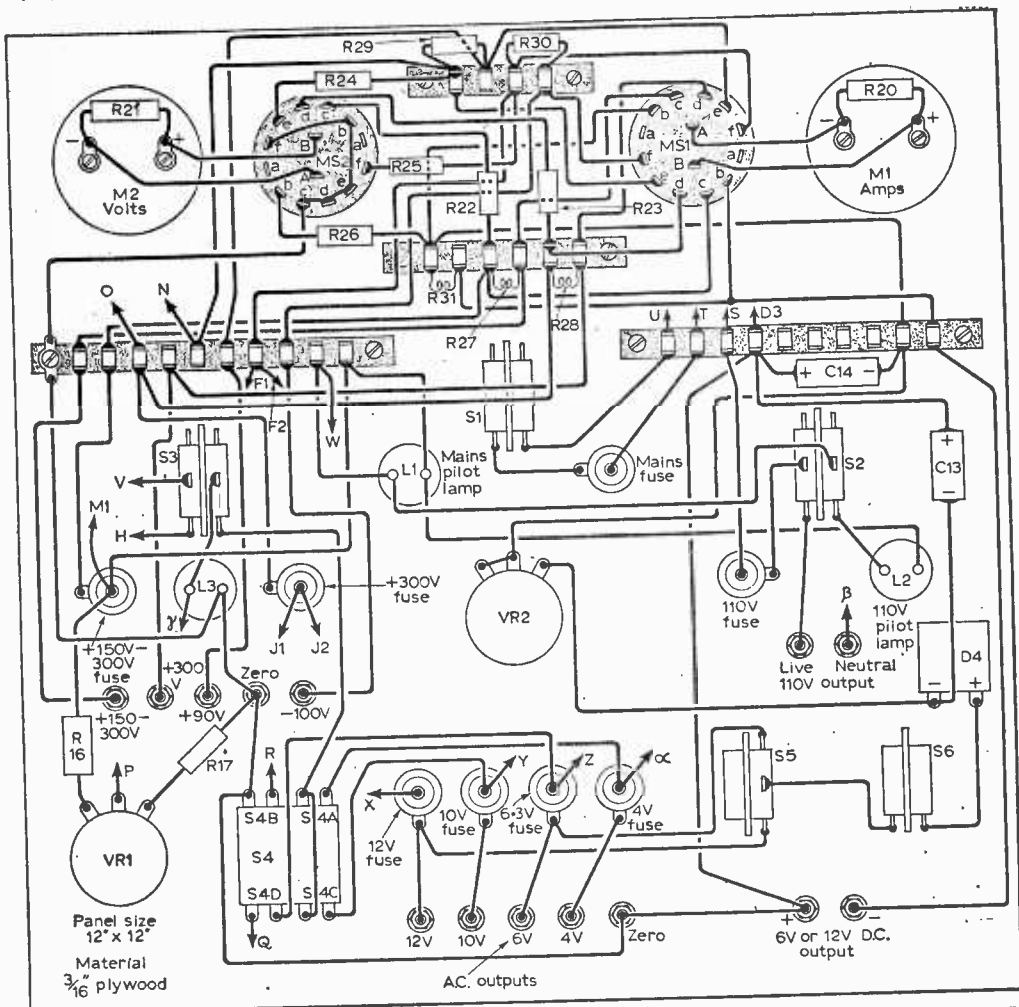 R29
R30
R24
R21
R20
- +
- +
M2
Volts
M1
Amps
MS1
R25
R22
R23
R26
R31
R27
R28
O
N
U
T
S
D3
F1
F2
W
S1
+ C14 -
S3
V
L1
Mains
pilot
lamp
Mains
fuse
S2
+
C13
-
M1
H
L3
γ
+300V
fuse
J1
J2
VR2
110V
fuse
L2
110V
pilot
lamp
β
+150V-
300V
fuse
+300
V
+90V
Zero
-100V
+150-
300V
Live
Neutral
110V output
D4
- +
R
16
P
R17
R
S4B
S
4A
S4
S4D
S
4C
Q
X
12V
fuse
Y
10V
fuse
Z
6·3V
fuse
α
4V
fuse
S5
S6
VR1
Panel size
12" x 12"
Material
3/16" plywood
12V
10V
6V
4V
Zero
A.C. outputs
+ -
6V or 12V D.C.
output